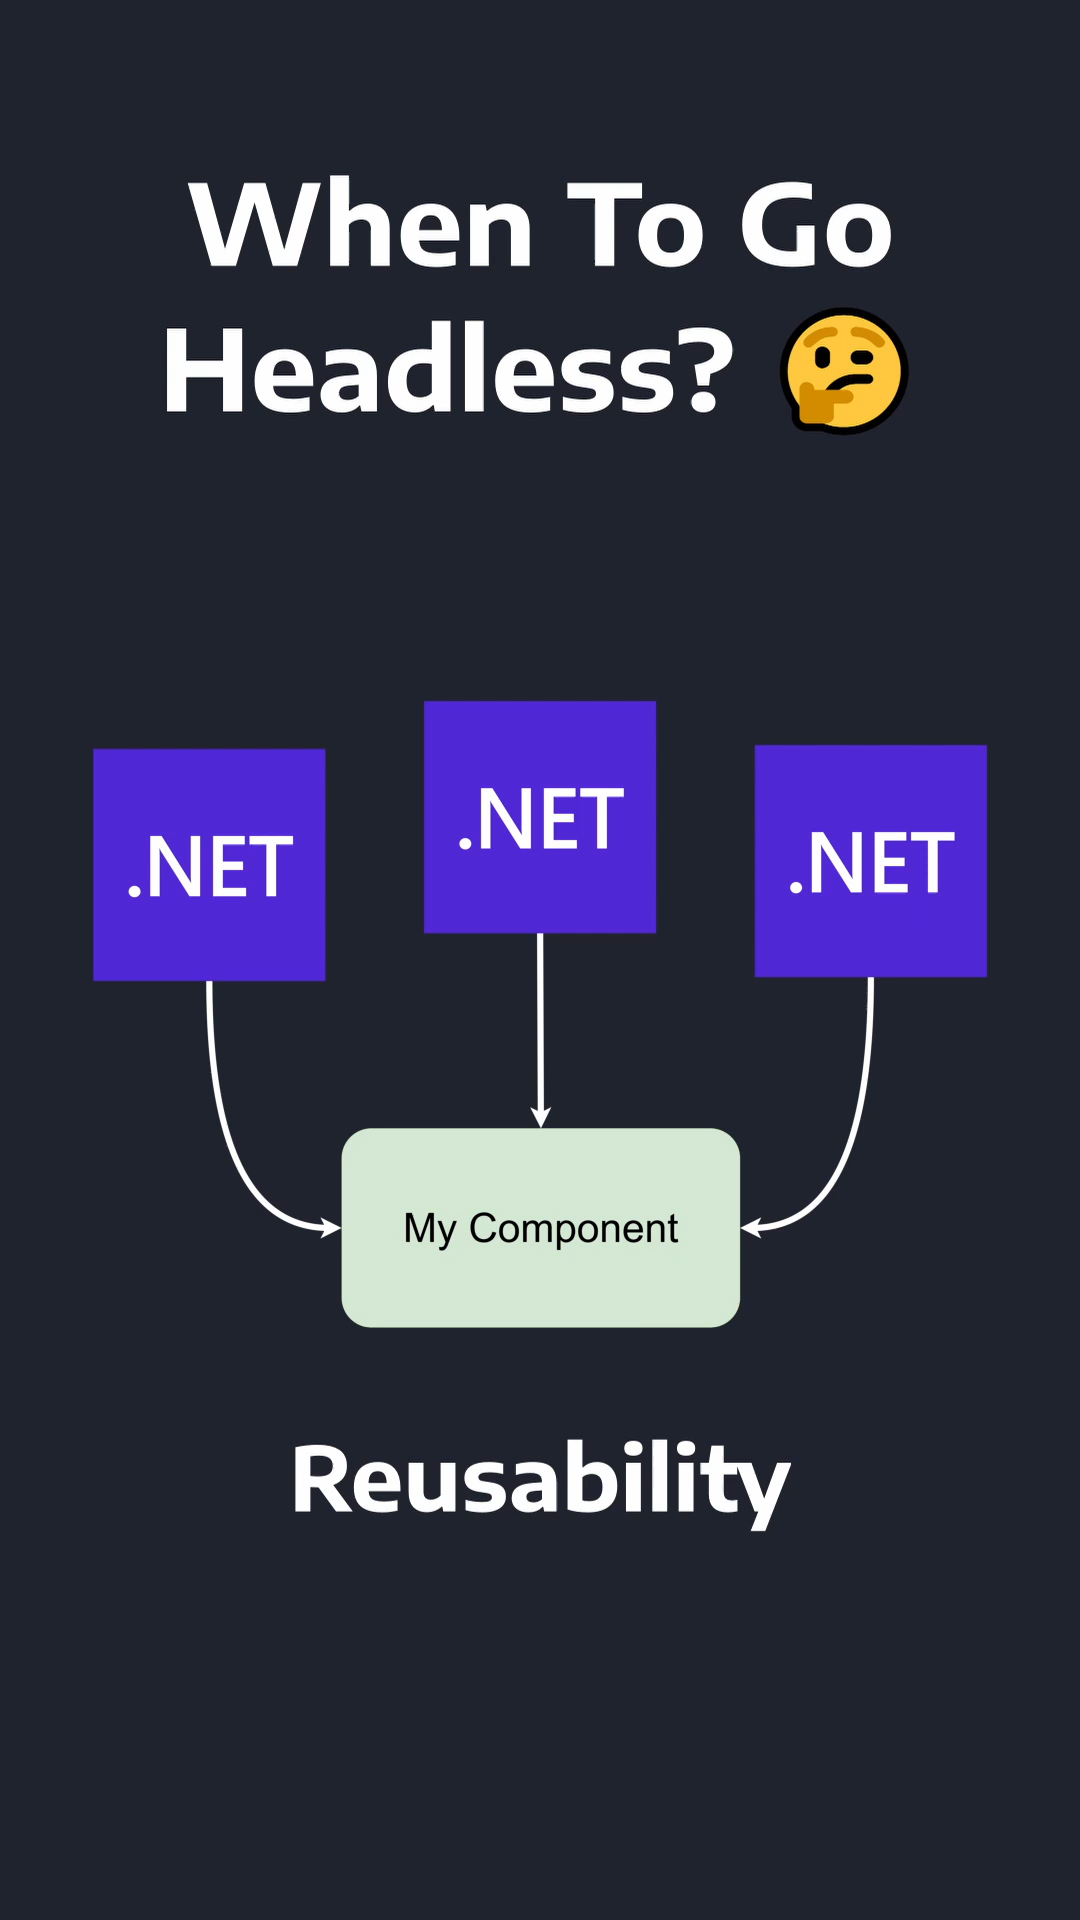 When To Go
Headless? 🤔
.NET
.NET
.NET
My Component
Reusability